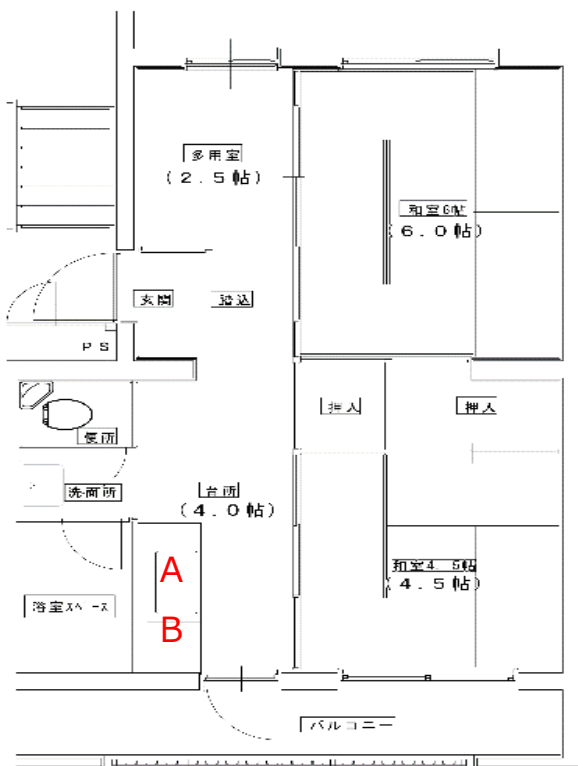 多用室
(2.5帖)
和室6帖
(6.0帖)
玄関
踏込
PS
押入
押入
便所
洗面所
台所
(4.0帖)
A
和室4.5帖
(4.5帖)
浴室スペース
B
バルコニー